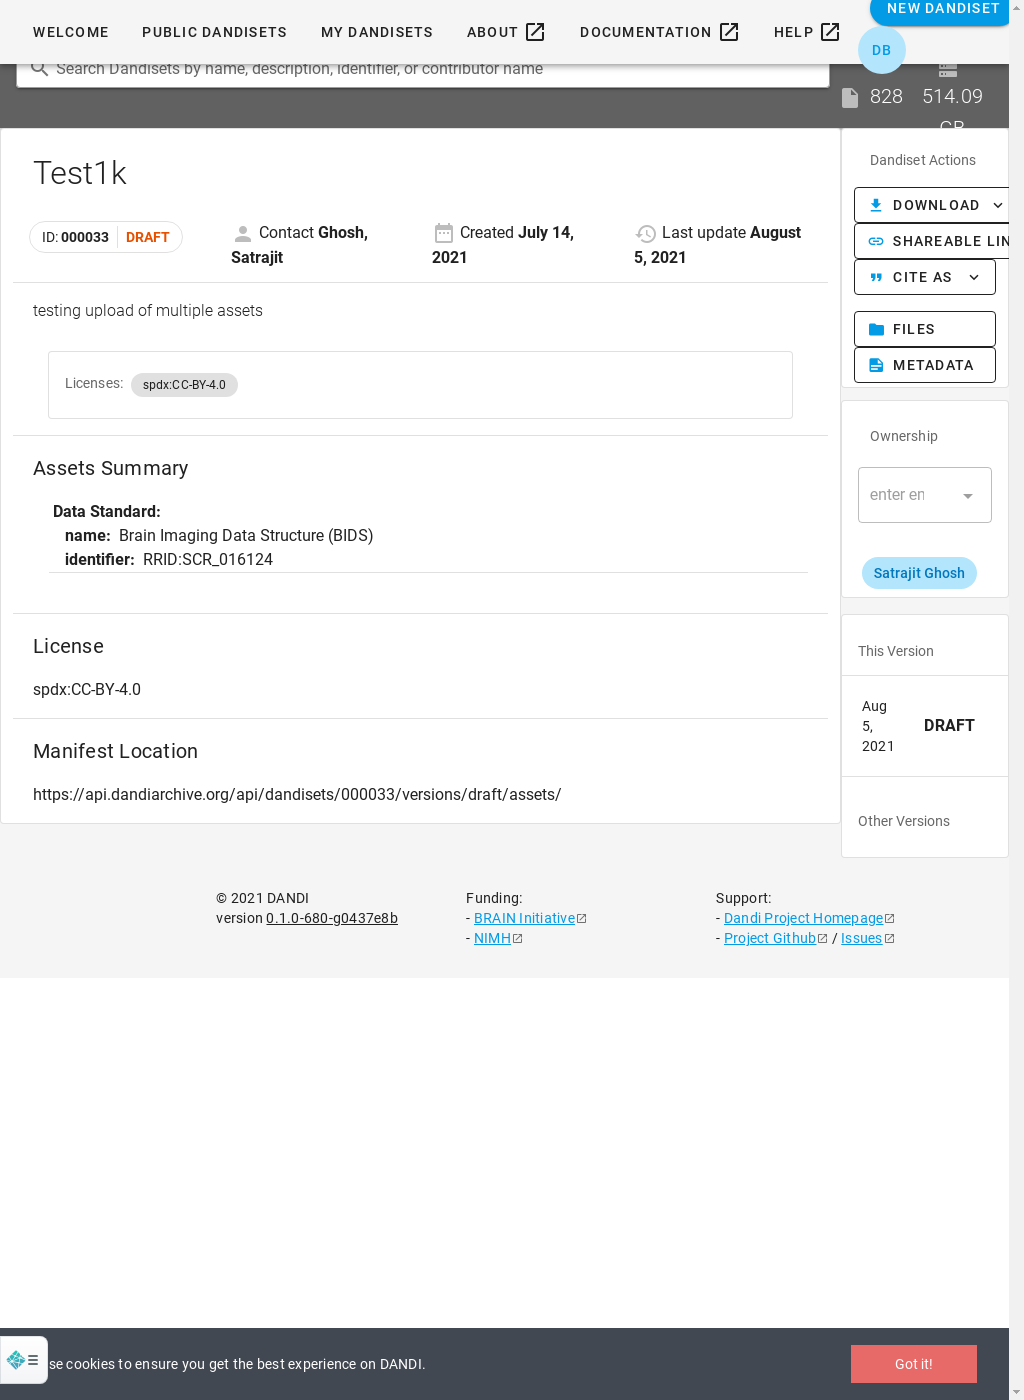 WELCOME PUBLIC DANDISETS MY DANDISETS ABOUT DOCUMENTATION HELP NEW DANDISET
DB
Search Dandisets by name, description, identifier, or contributor name
828 514.09
GB
Test1k
ID: 000033 DRAFT
Contact Ghosh,
Satrajit
Created July 14,
2021
Last update August
5, 2021
testing upload of multiple assets
Licenses: spdx:CC-BY-4.0
Assets Summary
Data Standard:
name: Brain Imaging Data Structure (BIDS)
identifier: RRID:SCR_016124
License
spdx:CC-BY-4.0
Manifest Location
https://api.dandiarchive.org/api/dandisets/000033/versions/draft/assets/
Dandiset Actions
DOWNLOAD
SHAREABLE LIN
CITE AS
FILES
METADATA
Ownership
enter en
Satrajit Ghosh
This Version
Aug
5,
2021
DRAFT
Other Versions
© 2021 DANDI
version 0.1.0-680-g0437e8b
Funding:
- BRAIN Initiative
- NIMH
Support:
- Dandi Project Homepage
- Project Github / Issues
se cookies to ensure you get the best experience on DANDI.
Got it!